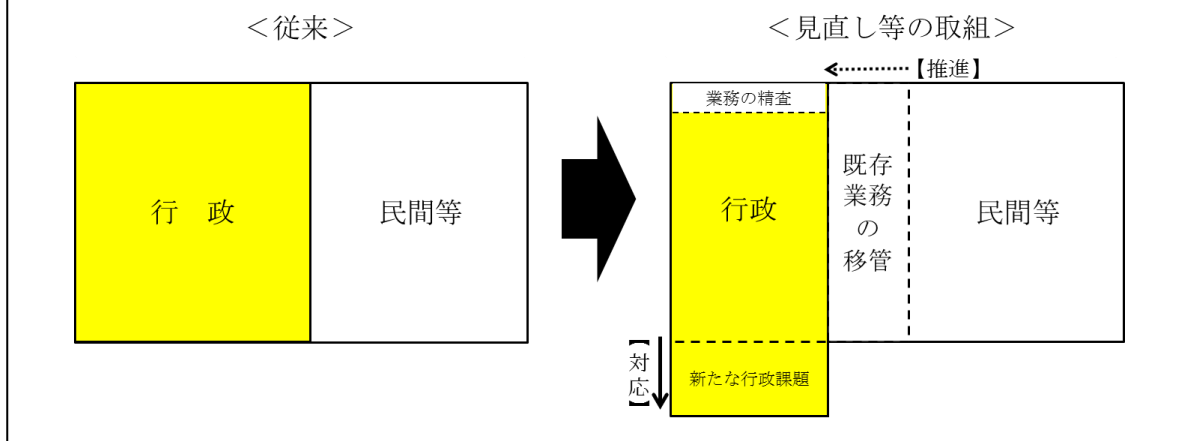 ＜従来＞
行　政
民間等
＜見直し等の取組＞
【推進】
業務の精査
行政
既存
業務
の
移管
民間等
【対応】
新たな行政課題